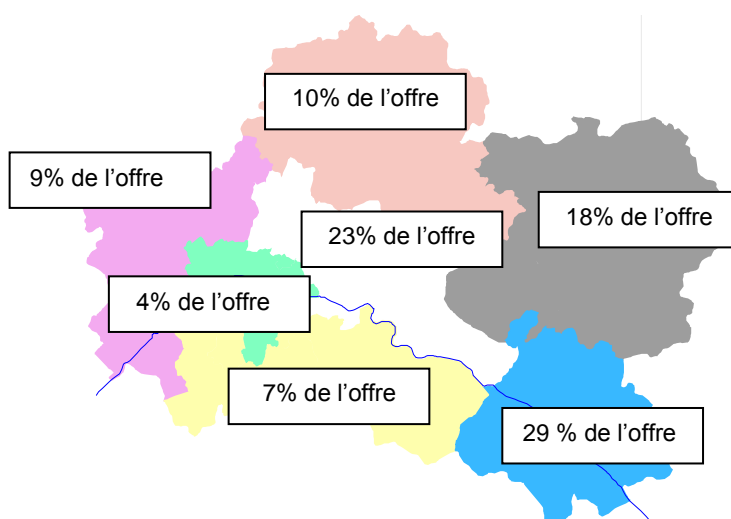 10% de l’offre
9% de l’offre
18% de l’offre
23% de l’offre
4% de l’offre
7% de l’offre
29 % de l’offre